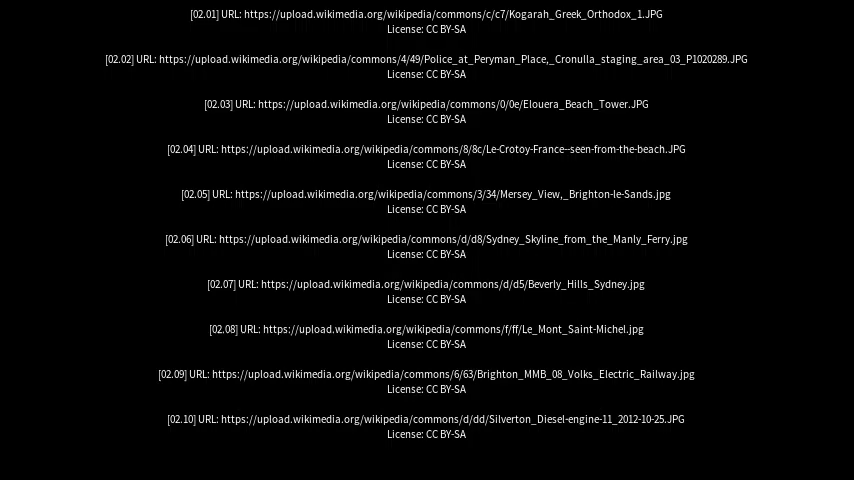 [02.01] URL: https://upload.wikimedia.org/wikipedia/commons/c/c7/Kogarah_Greek_Orthodox_1.JPG
License: CC BY-SA
[02.02] URL: https://upload.wikimedia.org/wikipedia/commons/4/49/Police_at_Peryman_Place,_Cronulla_staging_area_03_P1020289.JPG
License: CC BY-SA
[02.03] URL: https://upload.wikimedia.org/wikipedia/commons/0/0e/Elouera_Beach_Tower.JPG
License: CC BY-SA
[02.04] URL: https://upload.wikimedia.org/wikipedia/commons/8/8c/Le-Crotoy-France--seen-from-the-beach.JPG
License: CC BY-SA
[02.05] URL: https://upload.wikimedia.org/wikipedia/commons/3/34/Mersey_View,_Brighton-le-Sands.jpg
License: CC BY-SA
[02.06] URL: https://upload.wikimedia.org/wikipedia/commons/d/d8/Sydney_Skyline_from_the_Manly_Ferry.jpg
License: CC BY-SA
[02.07] URL: https://upload.wikimedia.org/wikipedia/commons/d/d5/Beverly_Hills_Sydney.jpg
License: CC BY-SA
[02.08] URL: https://upload.wikimedia.org/wikipedia/commons/f/ff/Le_Mont_Saint-Michel.jpg
License: CC BY-SA
[02.09] URL: https://upload.wikimedia.org/wikipedia/commons/6/63/Brighton_MMB_08_Volks_Electric_Railway.jpg
License: CC BY-SA
[02.10] URL: https://upload.wikimedia.org/wikipedia/commons/d/dd/Silverton_Diesel-engine-11_2012-10-25.JPG
License: CC BY-SA